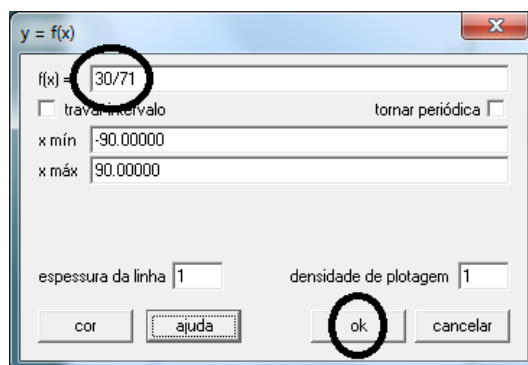 y = f(x)
f(x) = 30/71
travar intervalo tornar periódica
x mín -90.00000
x máx 90.00000
espessura da linha 1 densidade de plotagem 1
cor ajuda ok cancelar